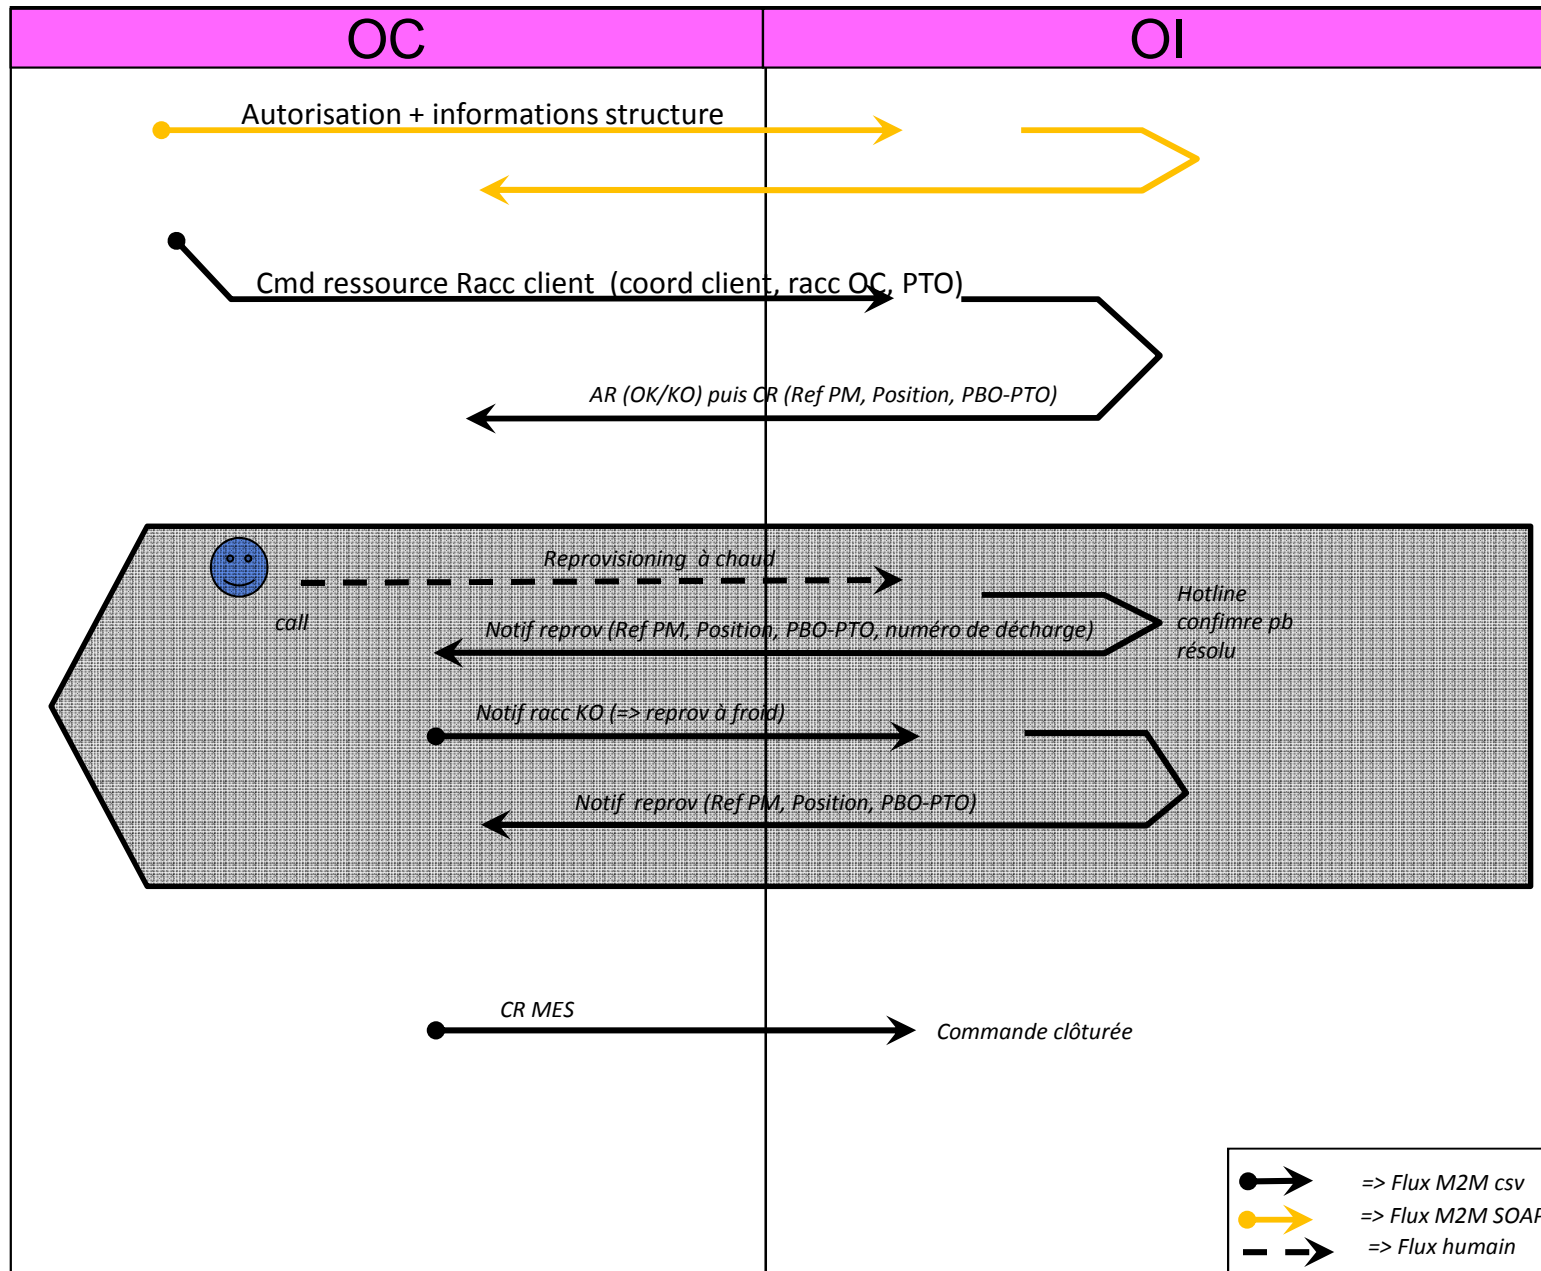 OC
OI
Autorisation + informations structure
Cmd ressource Racc client (coord client, racc OC, PTO)
AR (OK/KO) puis CR (Ref PM, Position, PBO-PTO)
Reprovisioning à chaud
call
Hotline
confimre pb
résolu
Notif reprov (Ref PM, Position, PBO-PTO, numéro de décharge)
Notif racc KO (=> reprov à froid)
Notif reprov (Ref PM, Position, PBO-PTO)
CR MES
Commande clôturée
=> Flux M2M csv
=> Flux M2M SOAP
=> Flux humain